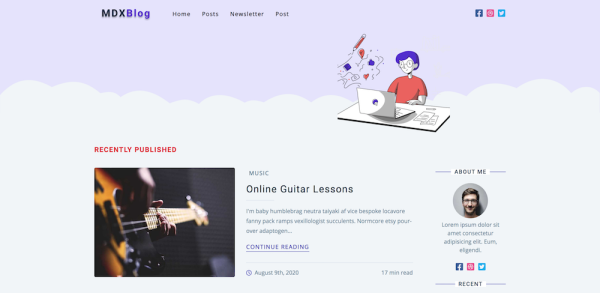 MDXBlog Home Posts Newsletter Post
RECENTLY PUBLISHED
MUSIC
Online Guitar Lessons
I'm baby humblebrag neutra taiyaki af vice bespoke locavore
fanny pack ramps vexillologist succulents. Normcore etsy pour-
over adaptogen...
CONTINUE READING
August 9th, 2020 17 min read
ABOUT ME
Lorem ipsum dolor sit
amet consectetur
adipisicing elit. Eum,
eligendi.
RECENT